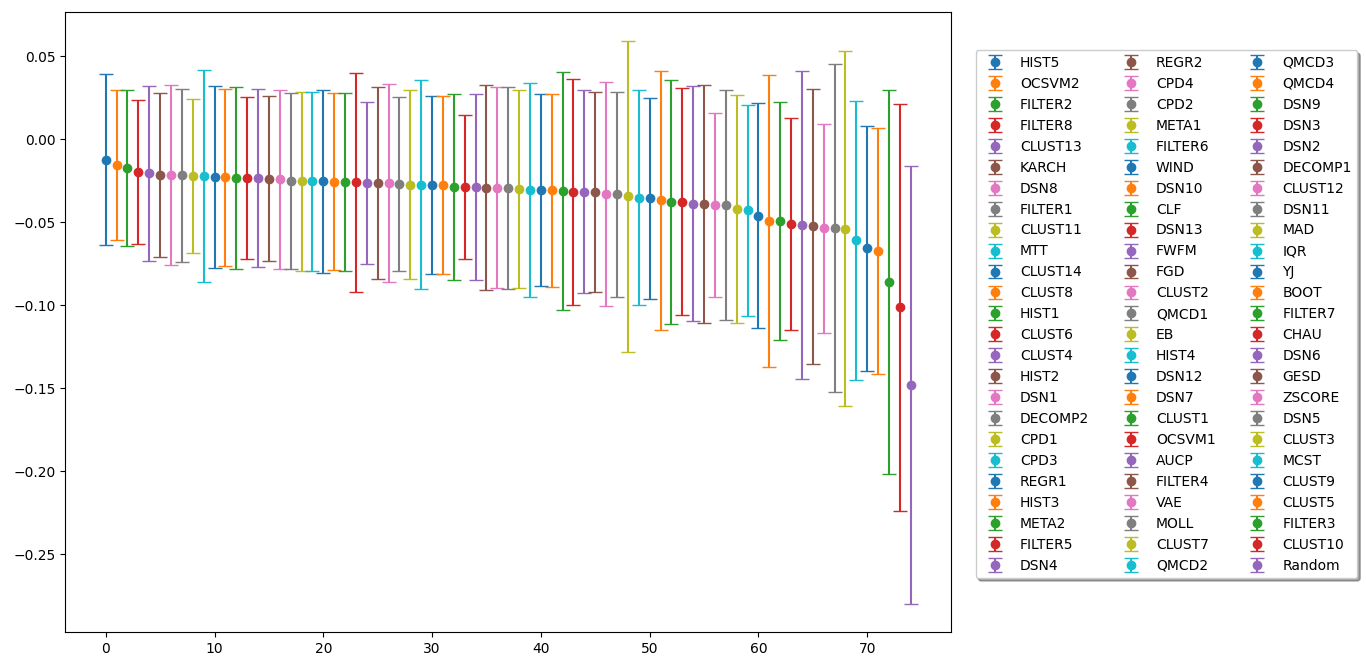 0.05
0.00
−0.05
−0.10
−0.15
−0.20
−0.25
0 10 20 30 40 50 60 70
HIST5 REGR2 QMCD3
OCSVM2 CPD4 QMCD4
FILTER2 CPD2 DSN9
FILTER8 META1 DSN3
CLUST13 FILTER6 DSN2
KARCH WIND DECOMP1
DSN8 DSN10 CLUST12
FILTER1 CLF DSN11
CLUST11 DSN13 MAD
MTT FWFM IQR
CLUST14 FGD YJ
CLUST8 CLUST2 BOOT
HIST1 QMCD1 FILTER7
CLUST6 EB CHAU
CLUST4 HIST4 DSN6
HIST2 DSN12 GESD
DSN1 DSN7 ZSCORE
DECOMP2 CLUST1 DSN5
CPD1 OCSVM1 CLUST3
CPD3 AUCP MCST
REGR1 FILTER4 CLUST9
HIST3 VAE CLUST5
META2 MOLL FILTER3
FILTER5 CLUST7 CLUST10
DSN4 QMCD2 Random